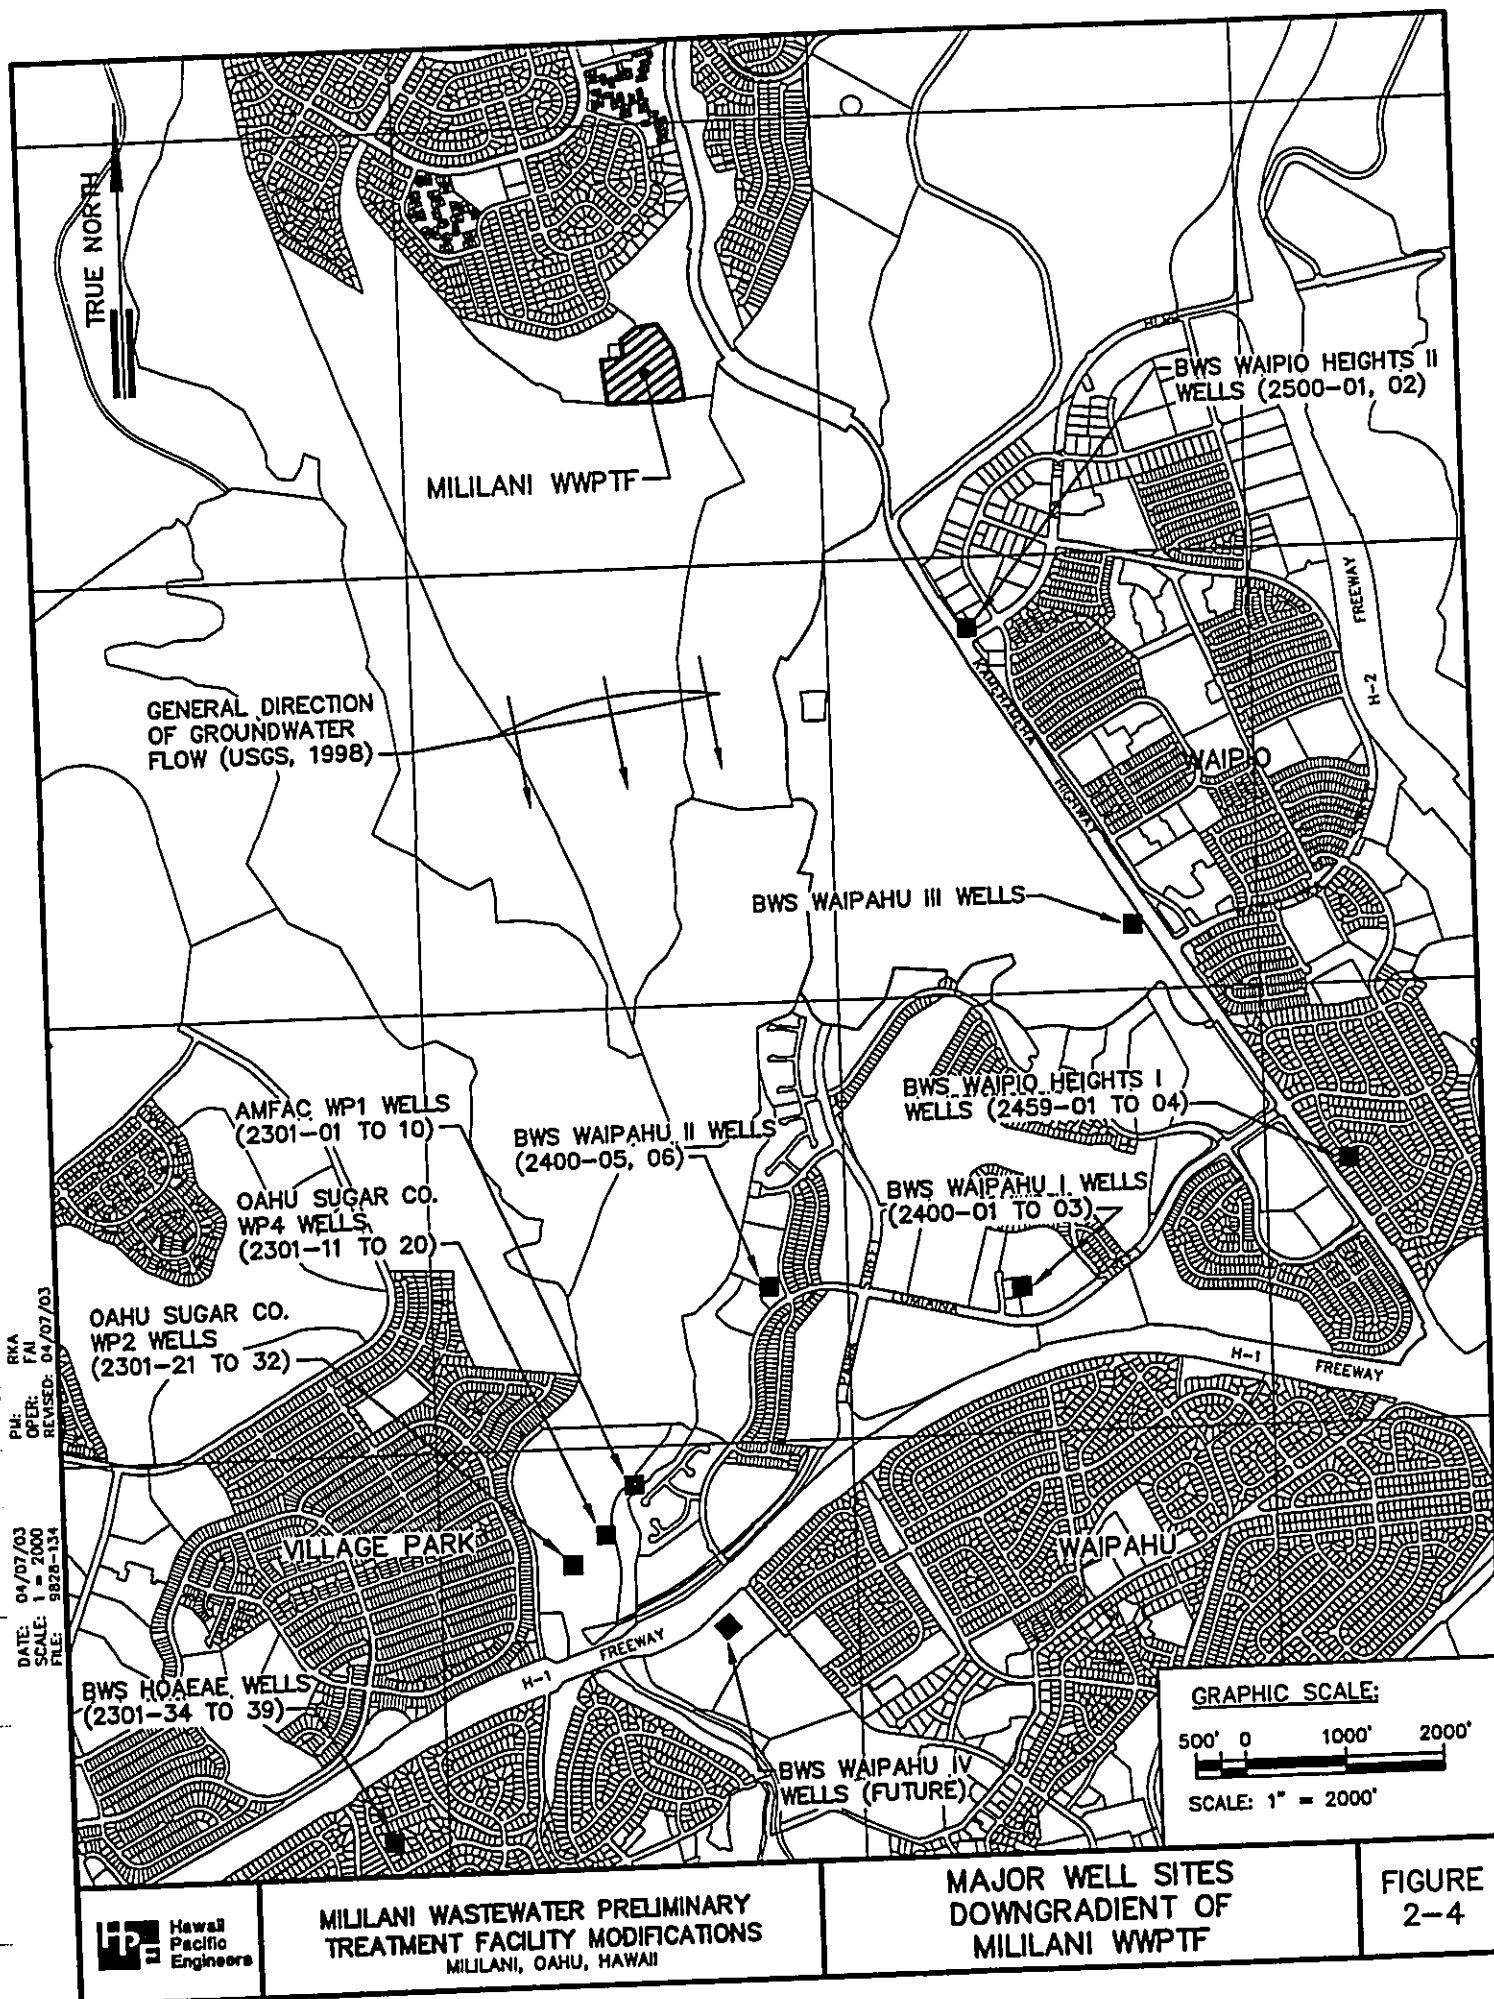 TRUE NORTH
BWS WAIPIO HEIGHTS II
WELLS (2500-01, 02)
MILILANI WWPTF
FREEWAY
H-2
KAMEHAMEHA
HIGHWAY
GENERAL DIRECTION
OF GROUNDWATER
FLOW (USGS, 1998)
WAIPIO
BWS WAIPAHU III WELLS
BWS WAIPIO HEIGHTS I
WELLS (2459-01 TO 04)
AMFAC WP1 WELLS
(2301-01 TO 10)
BWS WAIPAHU II WELLS
(2400-05, 06)
BWS WAIPAHU I WELLS
(2400-01 TO 03)
OAHU SUGAR CO.
WP4 WELLS
(2301-11 TO 20)
LUMIAINA
OAHU SUGAR CO.
WP2 WELLS
(2301-21 TO 32)
H-1 FREEWAY
VILLAGE PARK
WAIPAHU
H-1 FREEWAY
BWS HOAEAE WELLS
(2301-34 TO 39)
BWS WAIPAHU IV
WELLS (FUTURE)
GRAPHIC SCALE:
500' 0 1000' 2000'
SCALE: 1" = 2000'
PM: RKA
OPER: FAI
REVISED: 04/07/03
DATE: 04/07/03
SCALE: 1 = 2000
FILE: 9828-134
HPE
Hawaii
Pacific
Engineers
MILILANI WASTEWATER PRELIMINARY
TREATMENT FACILITY MODIFICATIONS
MILILANI, OAHU, HAWAII
MAJOR WELL SITES
DOWNGRADIENT OF
MILILANI WWPTF
FIGURE
2-4